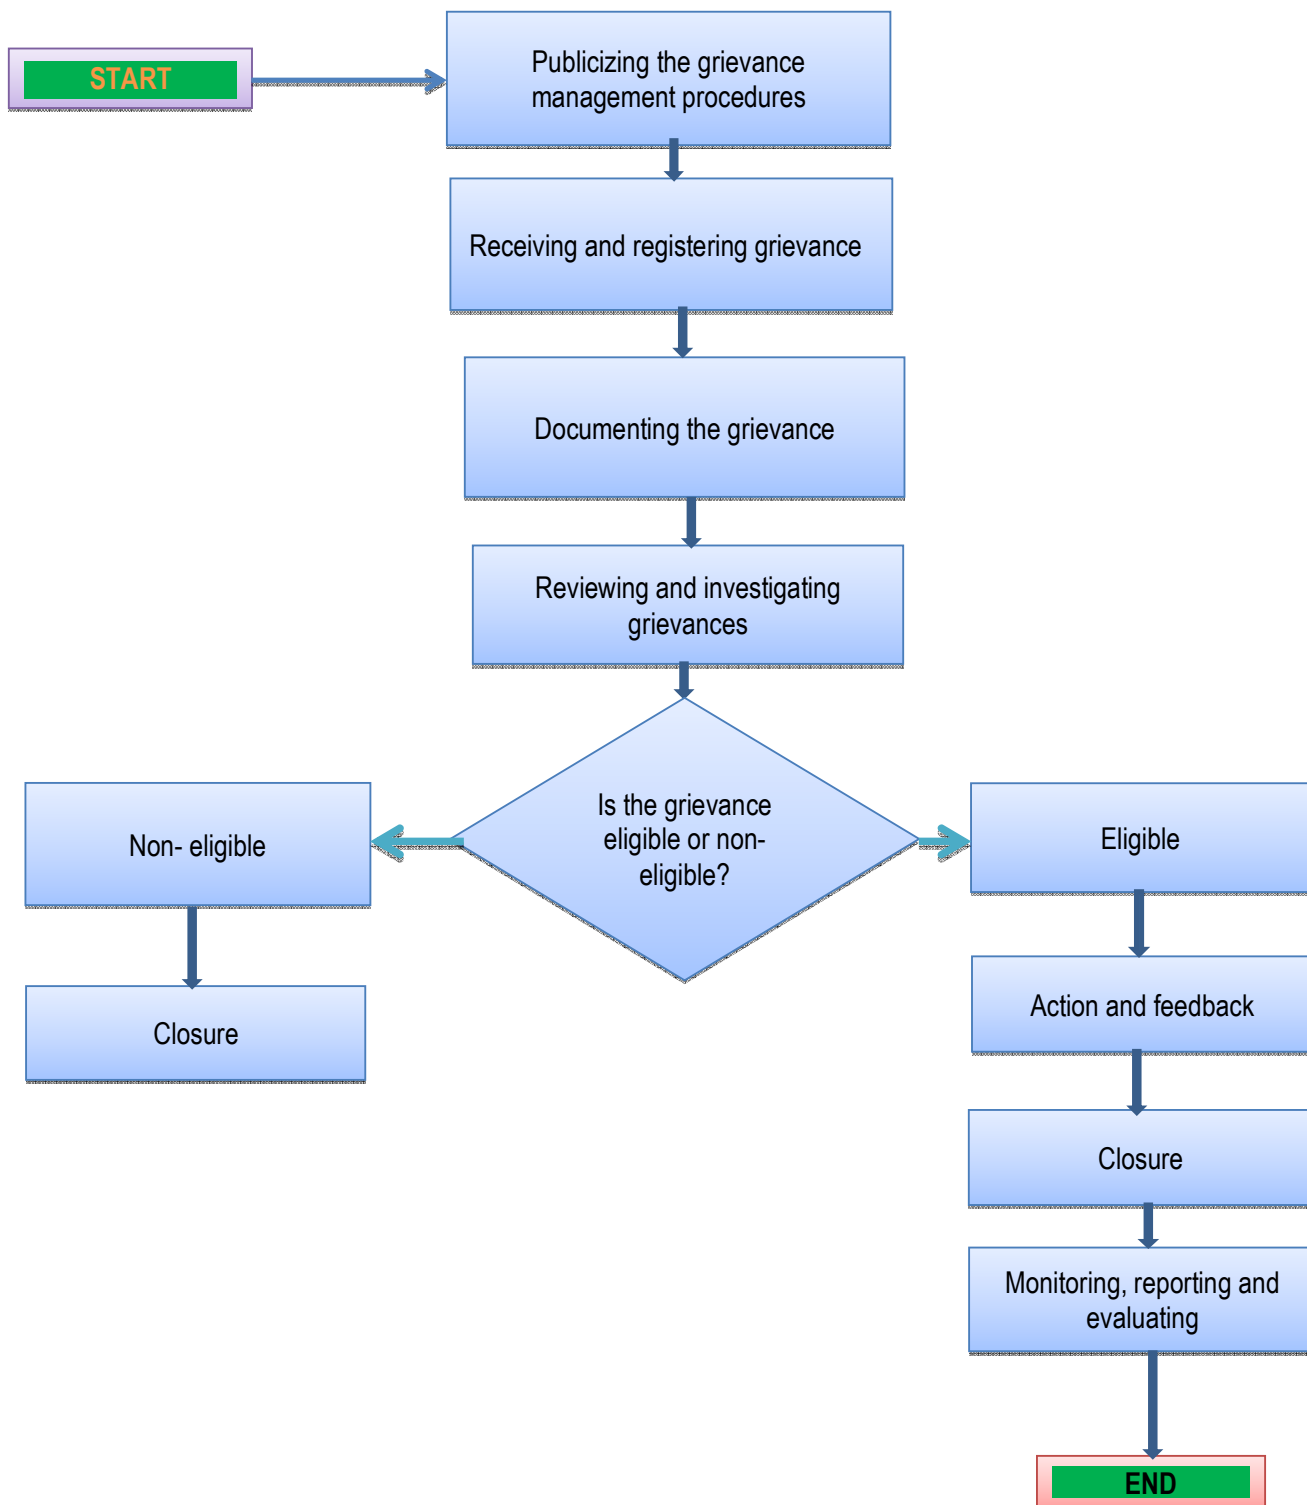 START
Publicizing the grievance
management procedures
Receiving and registering grievance
Documenting the grievance
Reviewing and investigating
grievances
Is the grievance
eligible or non-
eligible?
Non- eligible
Eligible
Closure
Action and feedback
Closure
Monitoring, reporting and
evaluating
END